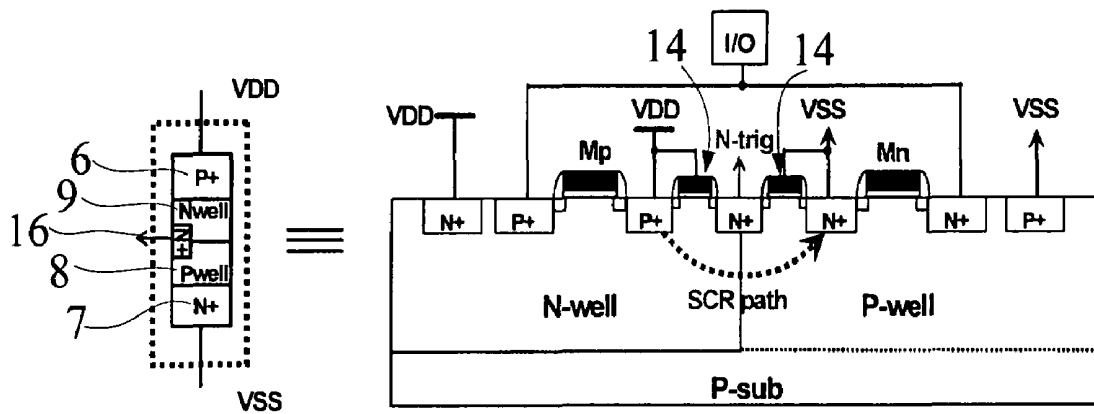 VDD
6
P+
9
Nwell
16
N+
8
Pwell
7
N+
VSS
I/O
14
14
VDD
VDD
VSS
VSS
N-trig
Mp
Mn
N+
P+
P+
N+
N+
N+
P+
SCR path
N-well
P-well
P-sub